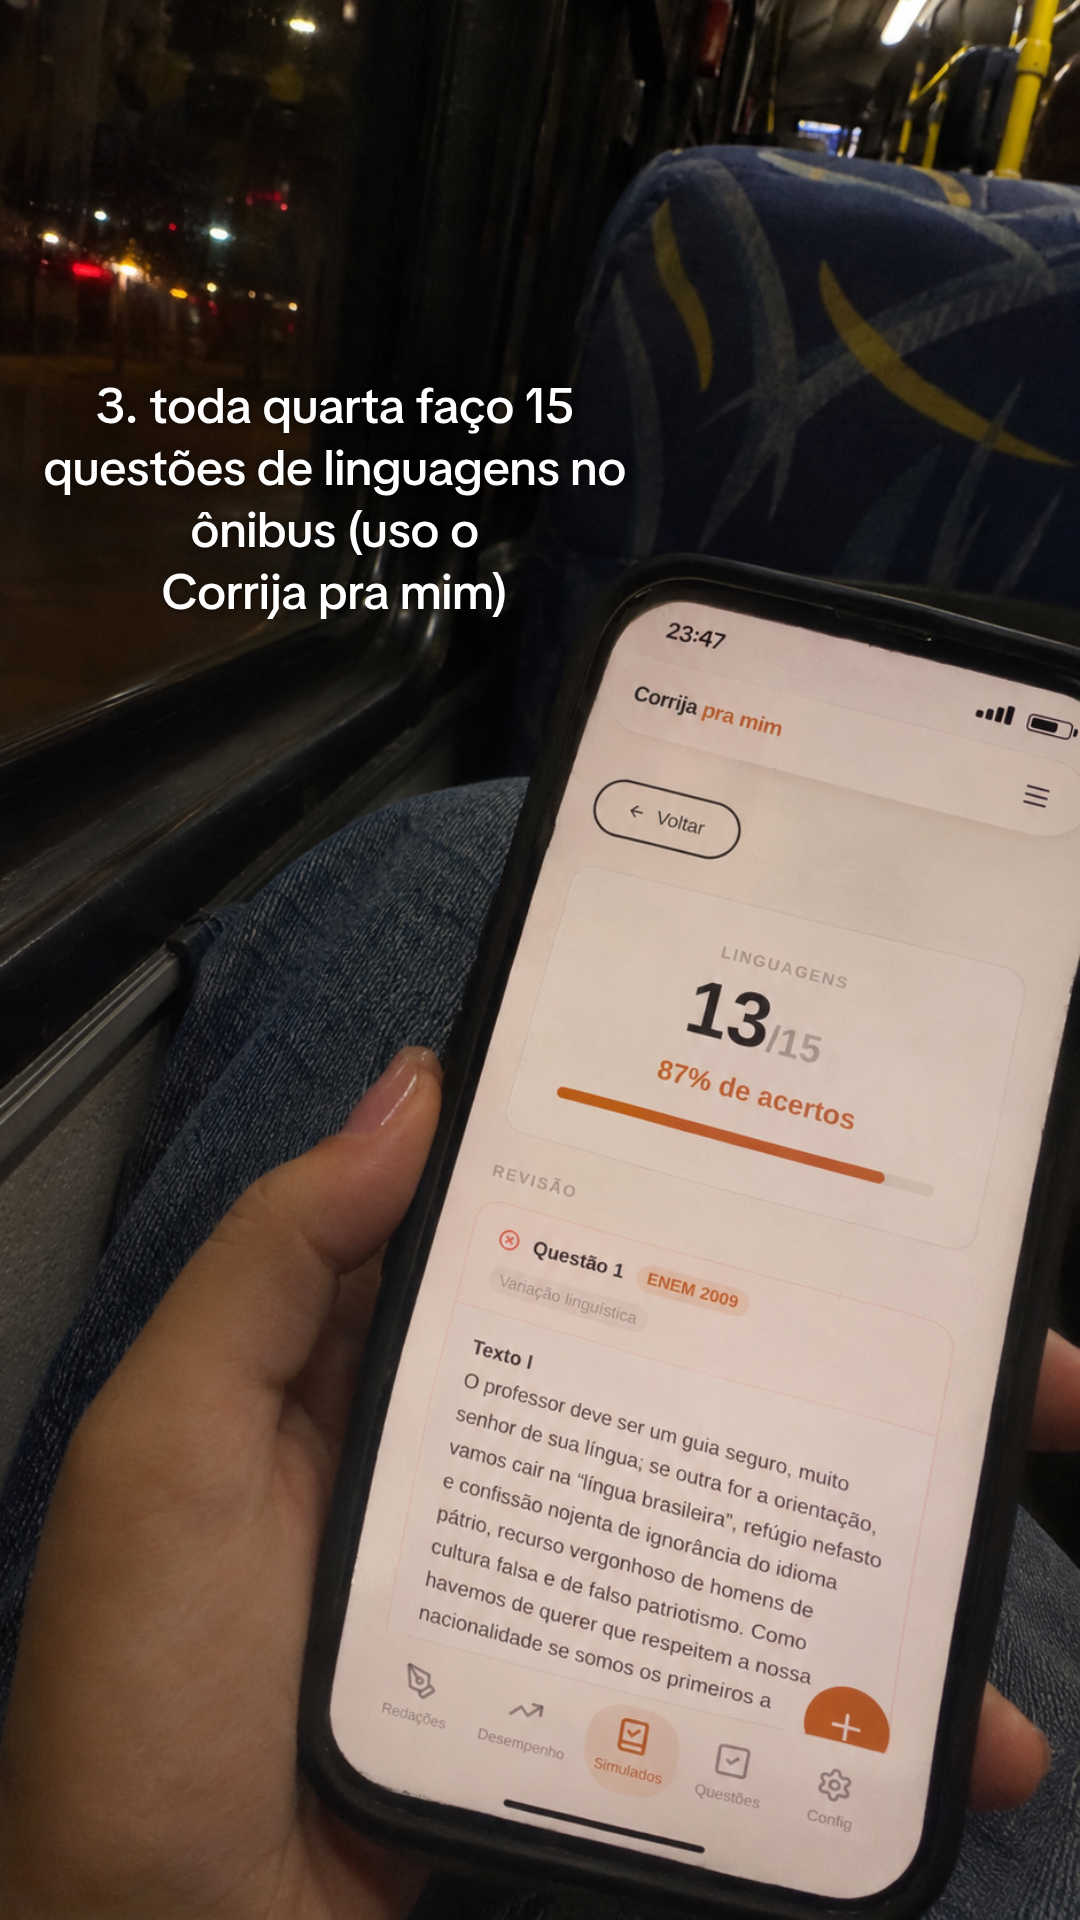 3. toda quarta faço 15
questões de linguagens no
ônibus (uso o
Corrija pra mim)
23:47
Corrija pra mim
← Voltar
LINGUAGENS
13/15
87% de acertos
REVISÃO
Questão 1 ENEM 2009
Variação linguística
Texto I
O professor deve ser um guia seguro, muito
senhor de sua língua; se outra for a orientação,
vamos cair na “língua brasileira”, refúgio nefasto
e confissão nojenta de ignorância do idioma
pátrio, recurso vergonhoso de homens de
cultura falsa e de falso patriotismo. Como
havemos de querer que respeitem a nossa
nacionalidade se somos os primeiros a
Redações
Desempenho
Simulados
Questões
Config